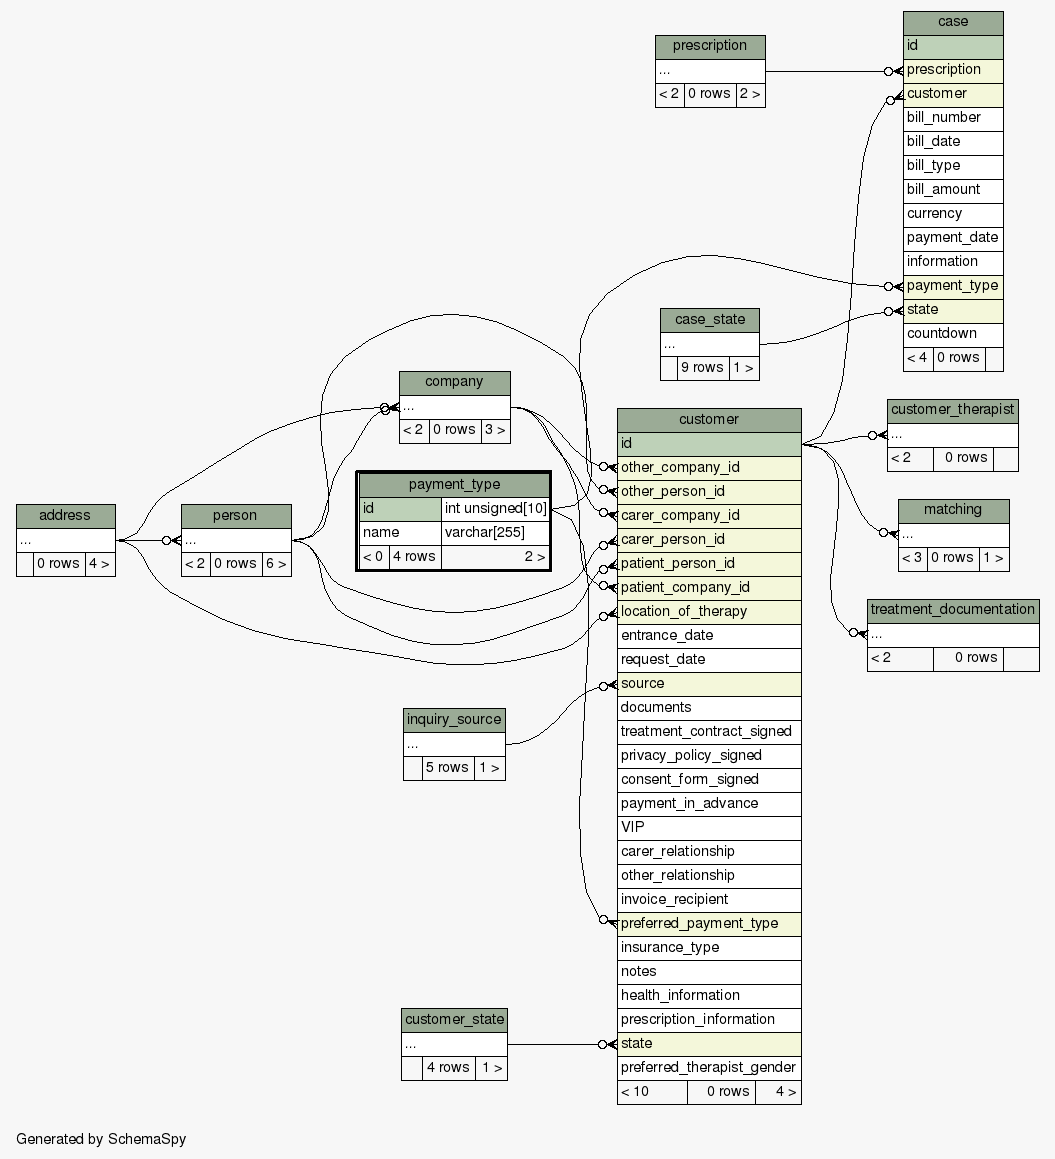 case
id
prescription
customer
bill_number
bill_date
bill_type
bill_amount
currency
payment_date
information
payment_type
state
countdown
< 4 0 rows
prescription
...
< 2 0 rows 2 >
case_state
...
9 rows 1 >
company
...
< 2 0 rows 3 >
customer_therapist
...
< 2 0 rows
payment_type
id int unsigned[10]
name varchar[255]
< 0 4 rows 2 >
address
...
0 rows 4 >
person
...
< 2 0 rows 6 >
matching
...
< 3 0 rows 1 >
treatment_documentation
...
< 2 0 rows
customer
id
other_company_id
other_person_id
carer_company_id
carer_person_id
patient_person_id
patient_company_id
location_of_therapy
entrance_date
request_date
source
documents
treatment_contract_signed
privacy_policy_signed
consent_form_signed
payment_in_advance
VIP
carer_relationship
other_relationship
invoice_recipient
preferred_payment_type
insurance_type
notes
health_information
prescription_information
state
preferred_therapist_gender
< 10 0 rows 4 >
inquiry_source
...
5 rows 1 >
customer_state
...
4 rows 1 >
Generated by SchemaSpy